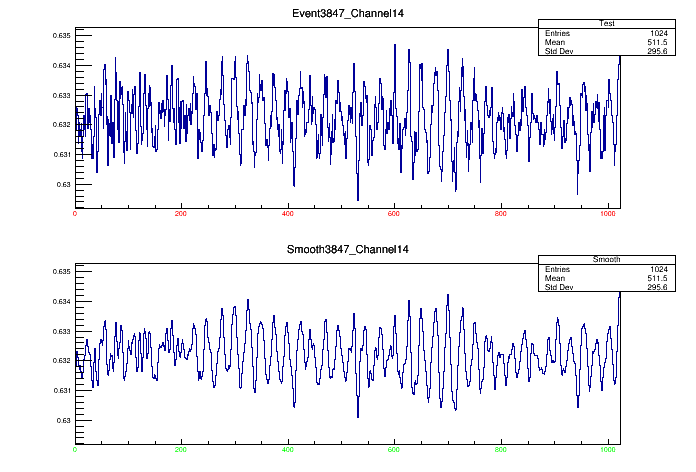 Event3847_Channel14
Test
Entries 1024
Mean 511.5
Std Dev 295.6
0.635
0.634
0.633
0.632
0.631
0.63
0 200 400 600 800 1000
Smooth3847_Channel14
Smooth
Entries 1024
Mean 511.5
Std Dev 295.6
0.635
0.634
0.633
0.632
0.631
0.63
0 200 400 600 800 1000